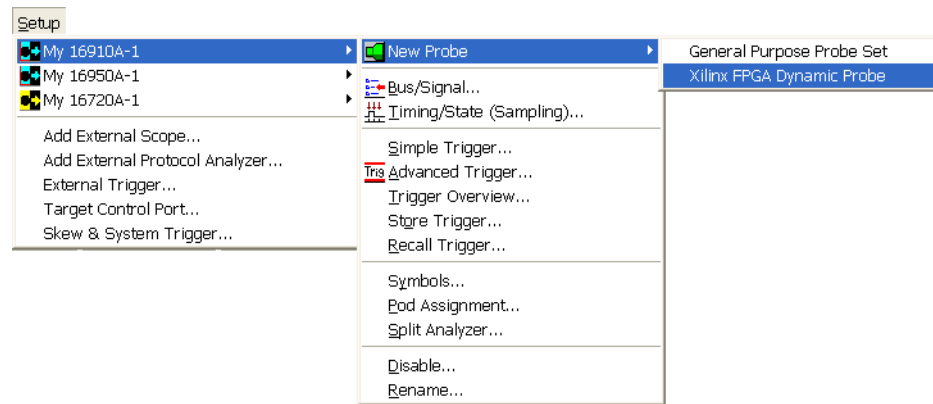 Setup
My 16910A-1
My 16950A-1
My 16720A-1
Add External Scope...
Add External Protocol Analyzer...
External Trigger...
Target Control Port...
Skew & System Trigger...
New Probe
Bus/Signal...
Timing/State (Sampling)...
Simple Trigger...
Trig Advanced Trigger...
Trigger Overview...
Store Trigger...
Recall Trigger...
Symbols...
Pod Assignment...
Split Analyzer...
Disable...
Rename...
General Purpose Probe Set
Xilinx FPGA Dynamic Probe